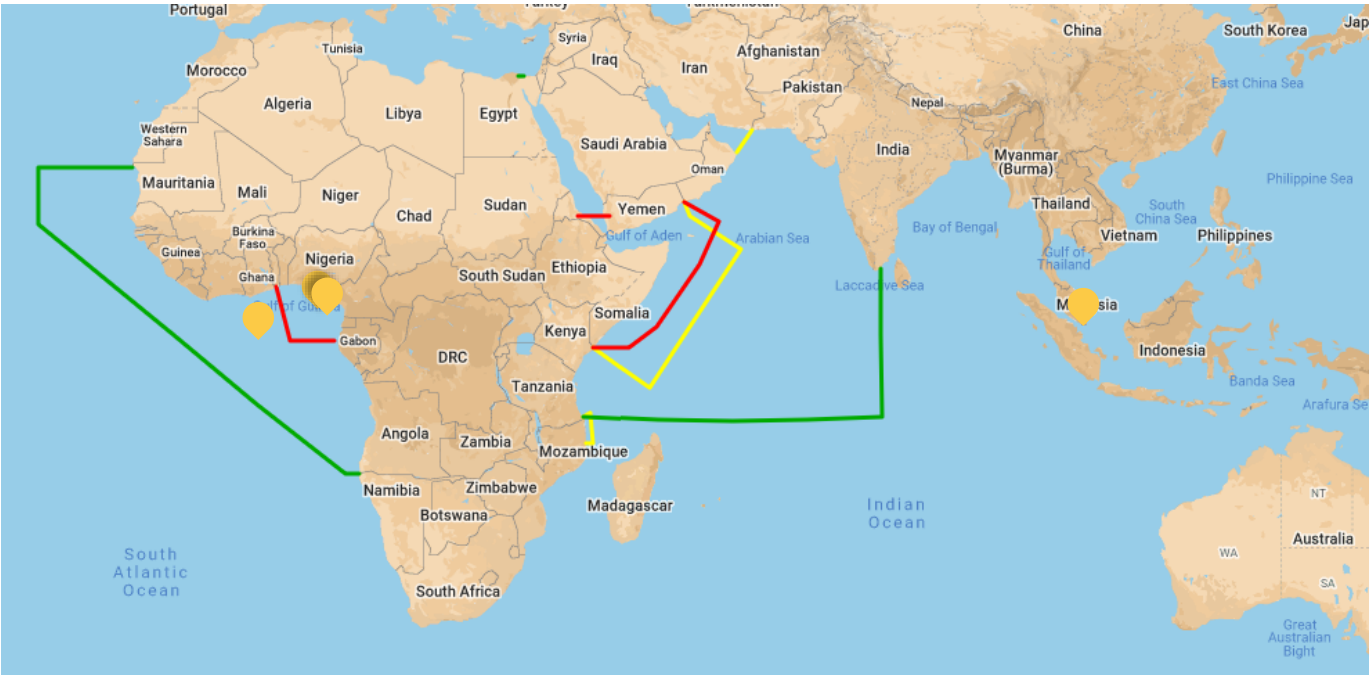 Portugal
Turkey
Turkmenistan
Syria
Tunisia
Afghanistan
China
South Korea
Jap
Morocco
Iraq
Iran
Pakistan
East China Sea
Algeria
Libya
Egypt
Nepal
Western
Sahara
Saudi Arabia
India
Myanmar
(Burma)
Oman
Mauritania
Mali
Niger
Philippine Sea
Chad
Sudan
Yemen
Thailand
South
China Sea
Burkina
Faso
Gulf of Aden
Arabian Sea
Bay of Bengal
Vietnam
Philippines
Guinea
Nigeria
Gulf of
Thailand
Ghana
South Sudan
Ethiopia
Laccadive Sea
Gulf of Guinea
Somalia
M sia
Kenya
Gabon
Indonesia
DRC
Tanzania
Banda Sea
Arafura Se
Angola
Zambia
Mozambique
Namibia
Zimbabwe
Madagascar
NT
Botswana
Indian
Ocean
Australia
South
Atlantic
Ocean
WA
SA
South Africa
Great
Australian
Bight